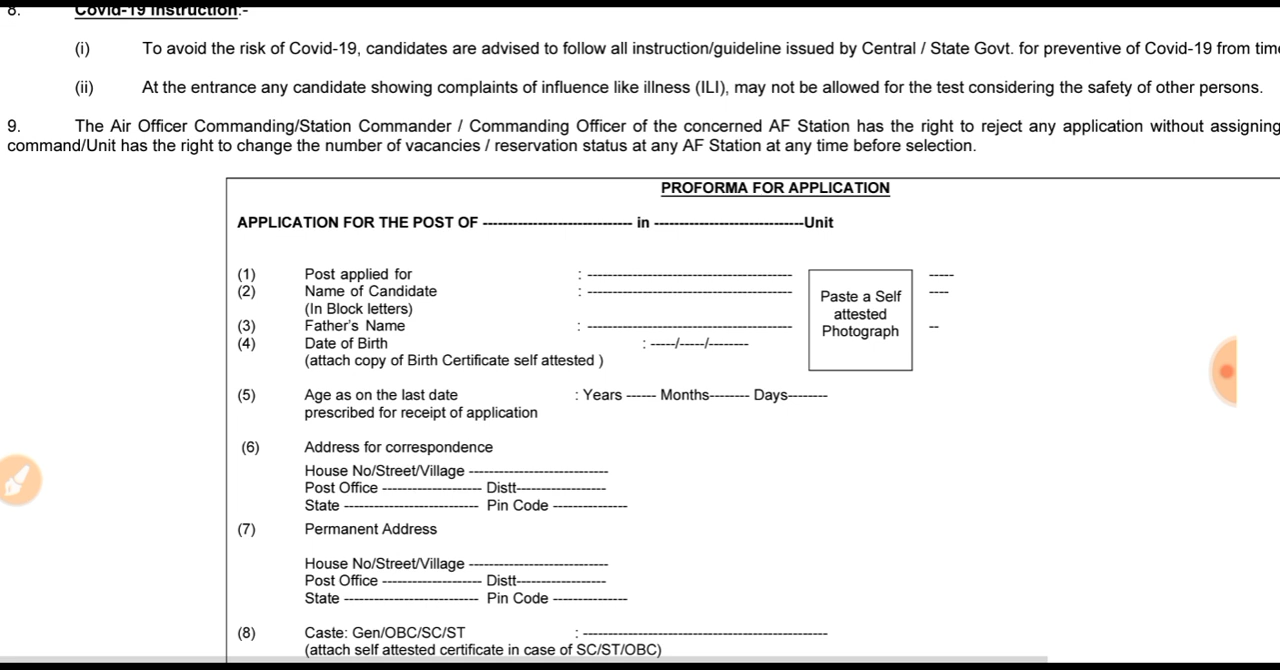 8. Covid-19 Instruction:-
(i) To avoid the risk of Covid-19, candidates are advised to follow all instruction/guideline issued by Central / State Govt. for preventive of Covid-19 from
(ii) At the entrance any candidate showing complaints of influence like illness (ILI), may not be allowed for the test considering the safety of other persons.
9. The Air Officer Commanding/Station Commander / Commanding Officer of the concerned AF Station has the right to reject any application without assigning
command/Unit has the right to change the number of vacancies / reservation status at any AF Station at any time before selection.
PROFORMA FOR APPLICATION
APPLICATION FOR THE POST OF ------------------------------ in ------------------------------Unit
(1) Post applied for : ----------------------------------------- -----
(2) Name of Candidate : ----------------------------------------- ----
Paste a Self
(In Block letters)
attested
(3) Father's Name : ----------------------------------------- --
Photograph
(4) Date of Birth : -----/-----/--------
(attach copy of Birth Certificate self attested )
(5) Age as on the last date : Years ------ Months-------- Days--------
prescribed for receipt of application
(6) Address for correspondence
House No/Street/Village ----------------------------
Post Office -------------------- Distt------------------
State --------------------------- Pin Code ---------------
(7) Permanent Address
House No/Street/Village ----------------------------
Post Office -------------------- Distt------------------
State --------------------------- Pin Code ---------------
(8) Caste: Gen/OBC/SC/ST : -------------------------------------------------
(attach self attested certificate in case of SC/ST/OBC)